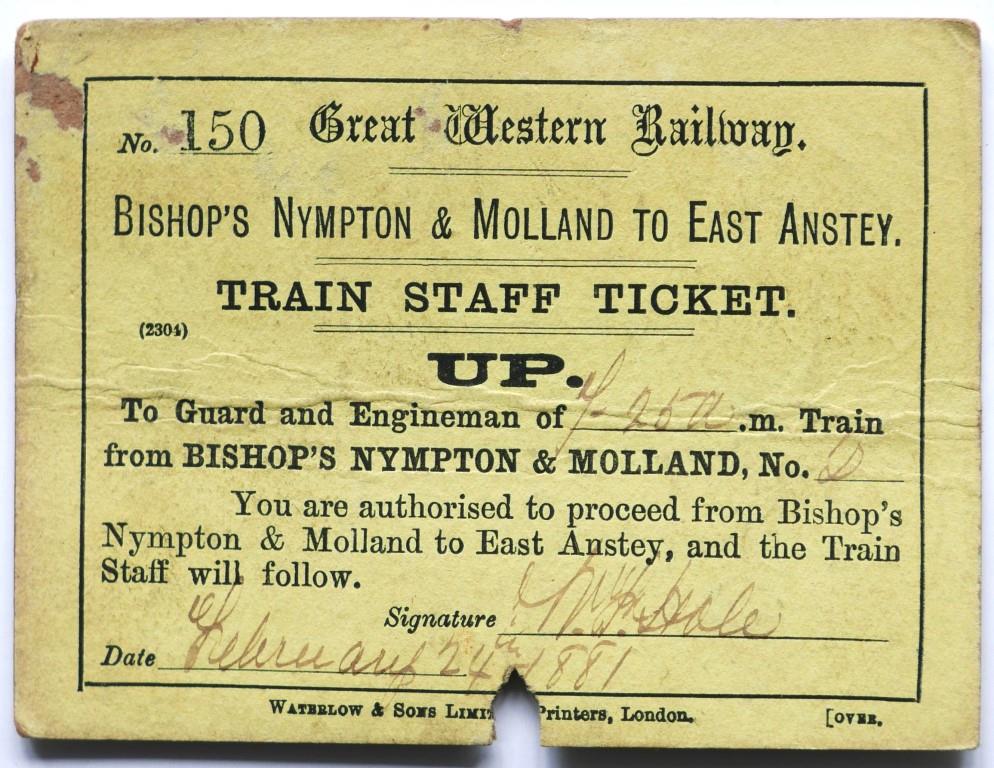 No. 150 Great Western Railway.
BISHOP'S NYMPTON & MOLLAND TO EAST ANSTEY.
TRAIN STAFF TICKET.
(2304)
UP.
To Guard and Engineman of 25 a .m. Train
from BISHOP'S NYMPTON & MOLLAND, No.
You are authorised to proceed from Bishop's
Nympton & Molland to East Anstey, and the Train
Staff will follow.
Signature Hole
Date February 24th 1881
WATERLOW & SONS Printers, London. [OVER.